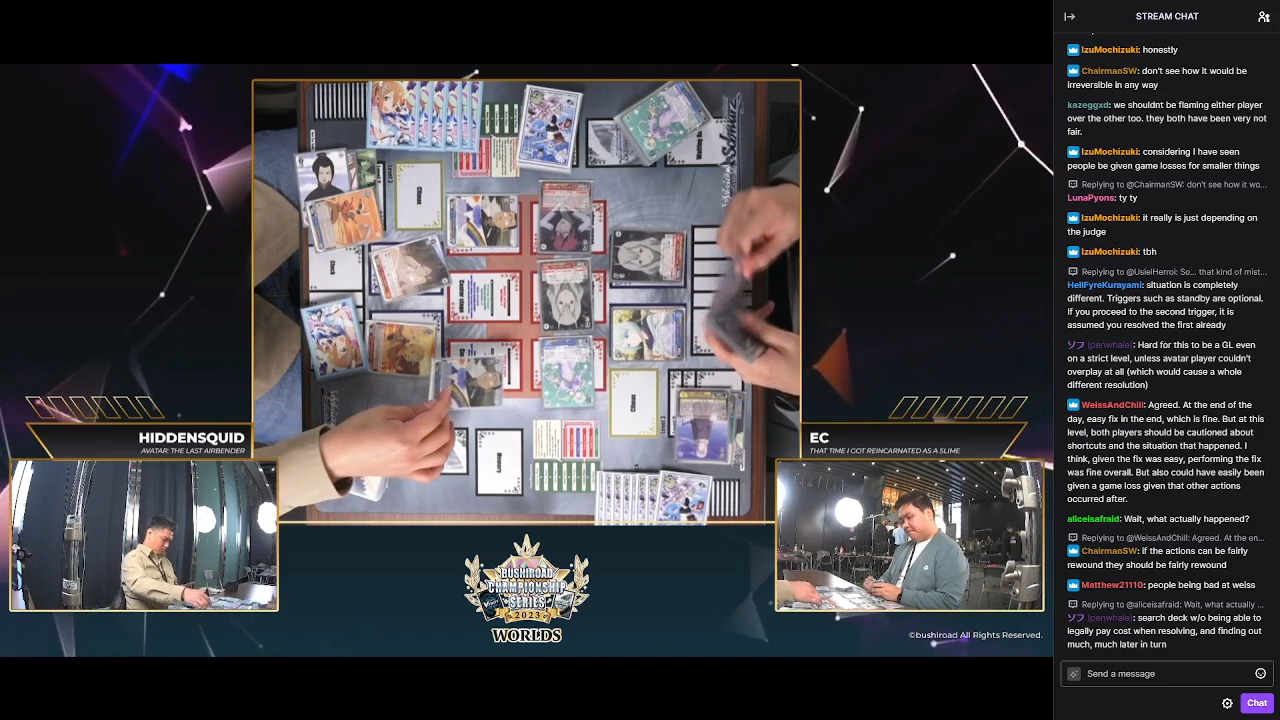 STREAM CHAT
IzuMochizuki: honestly
ChairmanSW: don't see how it would be
irreversible in any way
kazeggxd: we shouldnt be flaming either player
over the other too. they both have been very not
fair.
IzuMochizuki: considering I have seen
people be given game losses for smaller things
Replying to @ChairmanSW: don't see how it wo...
LunaPyons: ty ty
IzuMochizuki: it really is just depending on
the judge
IzuMochizuki: tbh
Replying to @UsielHerroi: So... that kind of mist...
HellFyreKurayami: situation is completely
different. Triggers such as standby are optional.
If you proceed to the second trigger, it is
assumed you resolved the first already
ソフ (penwhale): Hard for this to be a GL even
on a strict level, unless avatar player couldn't
overplay at all (which would cause a whole
different resolution)
WeissAndChill: Agreed. At the end of the
day, easy fix in the end, which is fine. But at this
level, both players should be cautioned about
shortcuts and the situation that happened. I
think, given the fix was easy, performing the
fix was fine overall. But also could have easily been
given a game loss given that other actions
occurred after.
aliceisafraid: Wait, what actually happened?
Replying to @WeissAndChill: Agreed. At the en...
ChairmanSW: if the actions can be fairly
rewound they should be fairly rewound
Matthew21110: people being bad at weiss
Replying to @aliceisafraid: Wait, what actually ...
ソフ (penwhale): search deck w/o being able to
legally pay cost when resolving, and finding out
much, much later in turn
Send a message
Chat
Climax
Climax
Memory
HIDDENSQUID
AVATAR: THE LAST AIRBENDER
EC
THAT TIME I GOT REINCARNATED AS A SLIME
BUSHIROAD
CHAMPIONSHIP
SERIES
2023
WORLDS
©bushiroad All Rights Reserved.